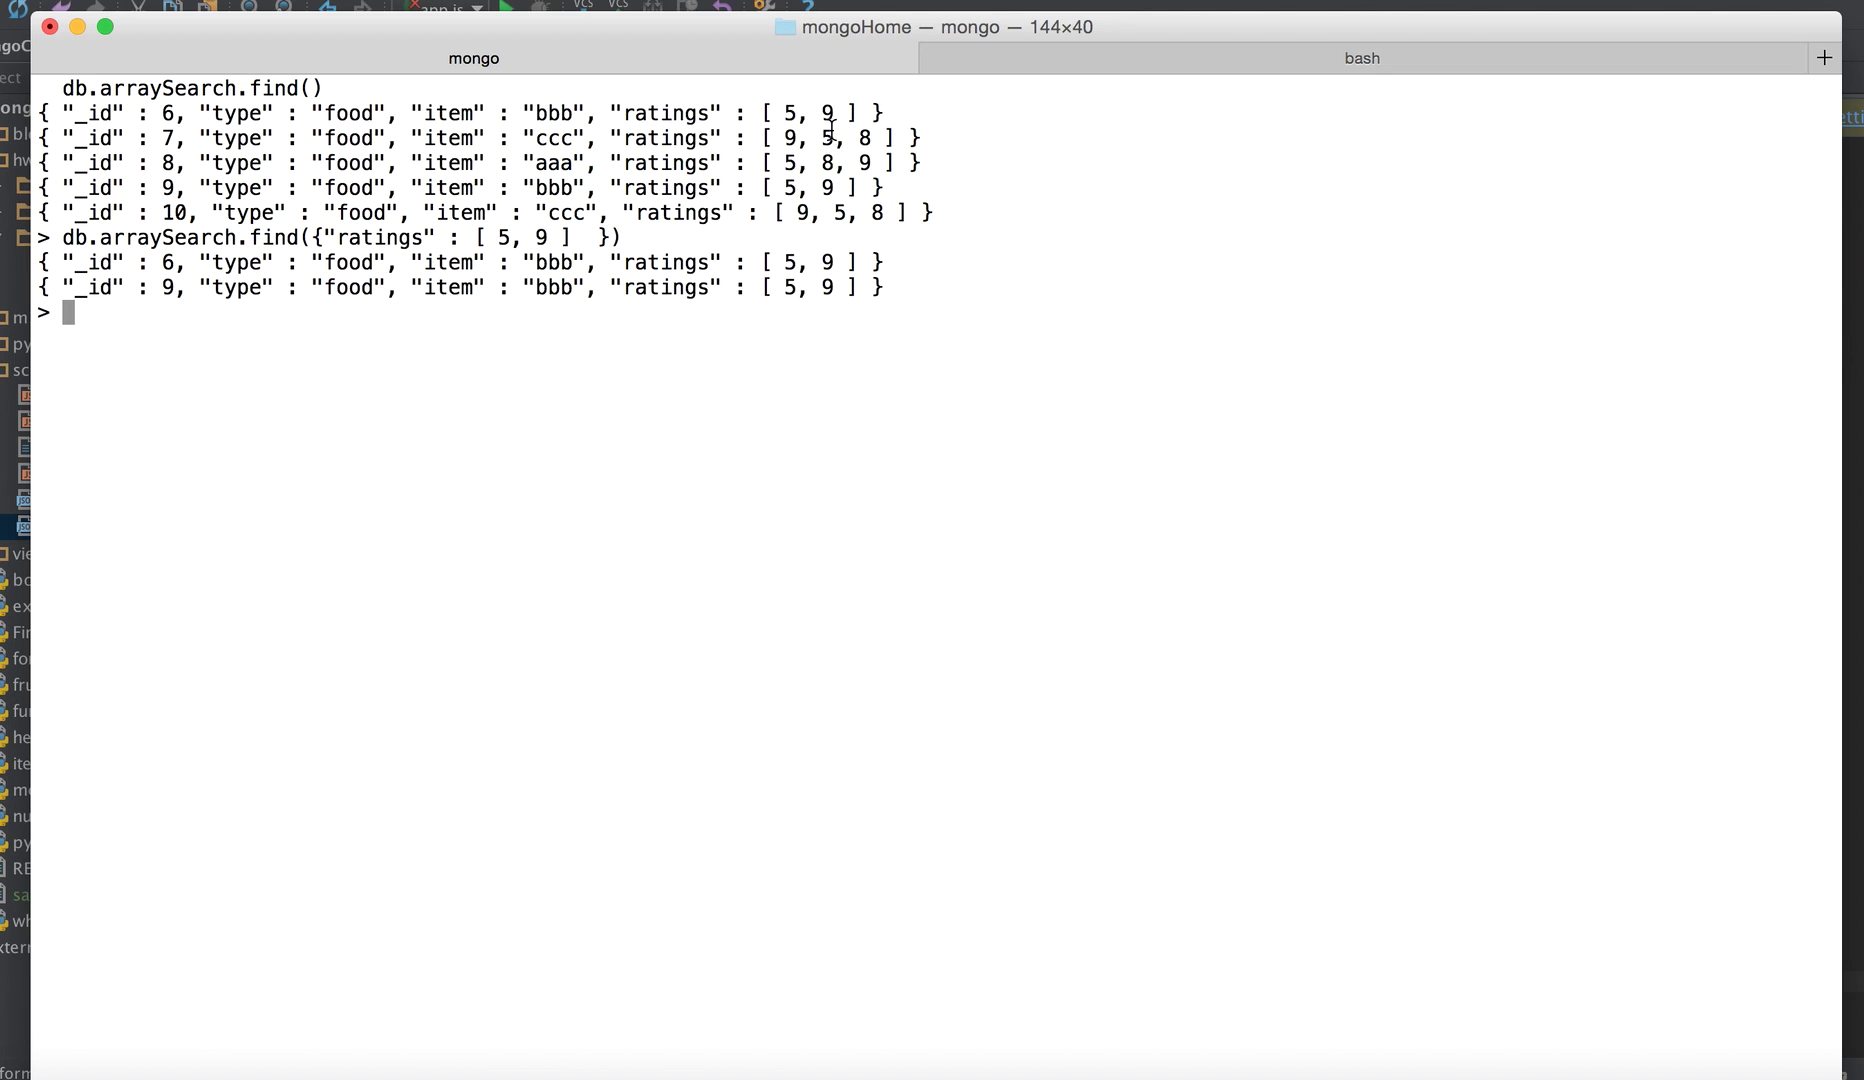 mongoHome — mongo — 144×40
mongo
bash
db.arraySearch.find()
{ "_id" : 6, "type" : "food", "item" : "bbb", "ratings" : [ 5, 9 ] }
{ "_id" : 7, "type" : "food", "item" : "ccc", "ratings" : [ 9, 5, 8 ] }
{ "_id" : 8, "type" : "food", "item" : "aaa", "ratings" : [ 5, 8, 9 ] }
{ "_id" : 9, "type" : "food", "item" : "bbb", "ratings" : [ 5, 9 ] }
{ "_id" : 10, "type" : "food", "item" : "ccc", "ratings" : [ 9, 5, 8 ] }
> db.arraySearch.find({"ratings" : [ 5, 9 ]  })
{ "_id" : 6, "type" : "food", "item" : "bbb", "ratings" : [ 5, 9 ] }
{ "_id" : 9, "type" : "food", "item" : "bbb", "ratings" : [ 5, 9 ] }
>